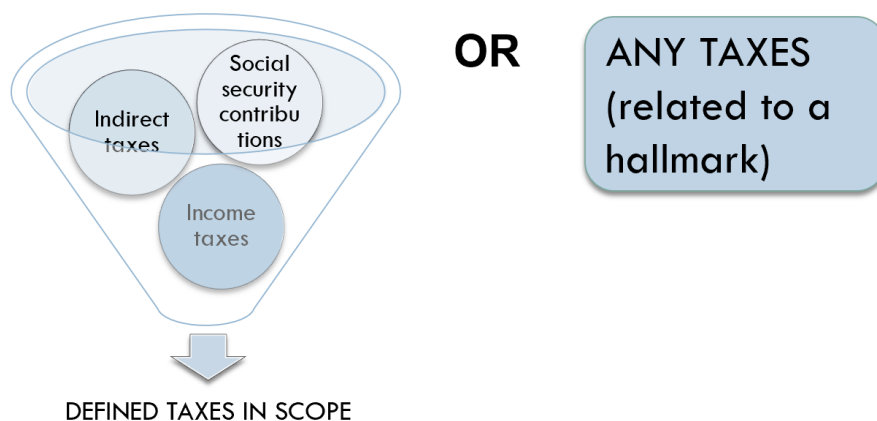 Indirect
taxes
Social
security
contribu
tions
Income
taxes
DEFINED TAXES IN SCOPE
OR
ANY TAXES
(related to a
hallmark)